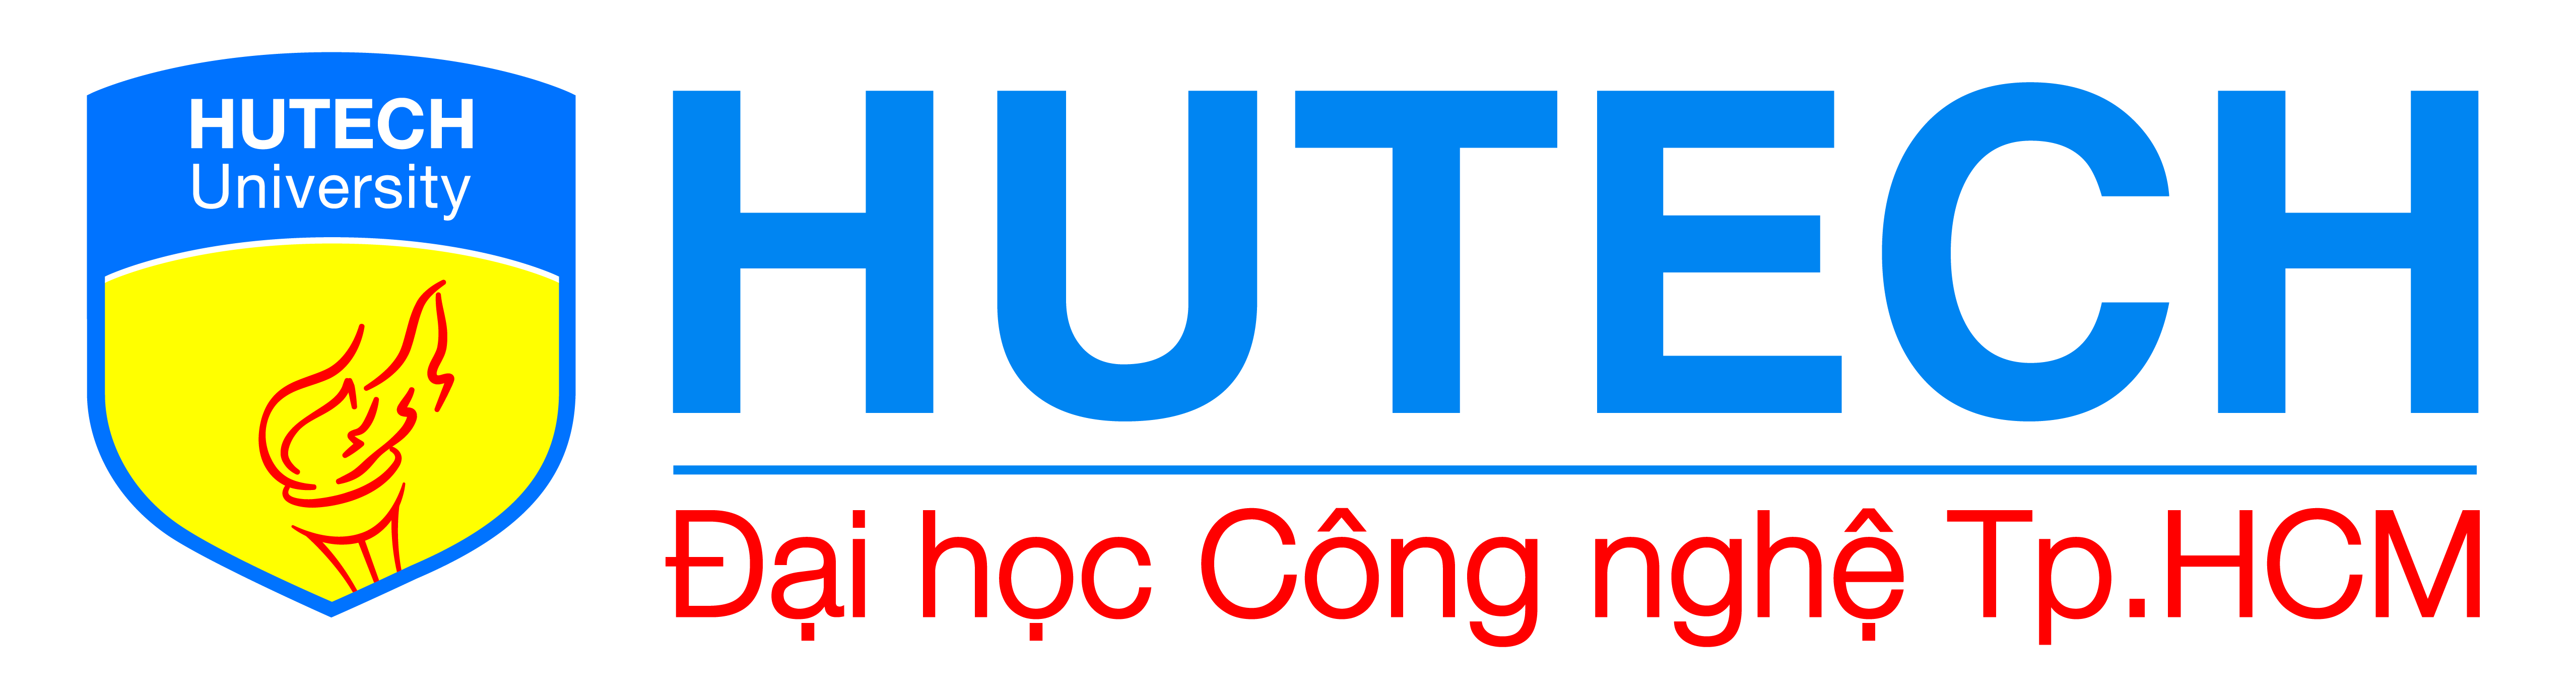 HUTECH
University
HUTECH
Đại học Công nghệ Tp.HCM